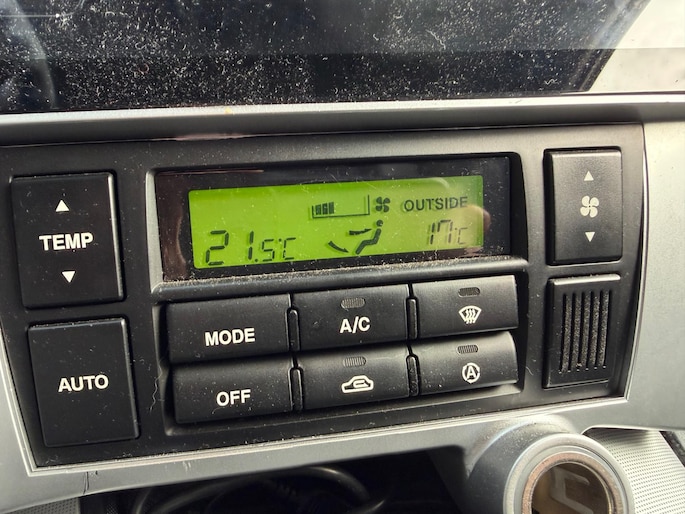 OUTSIDE
21.5°C 17°C
TEMP
MODE
A/C
AUTO
OFF
A